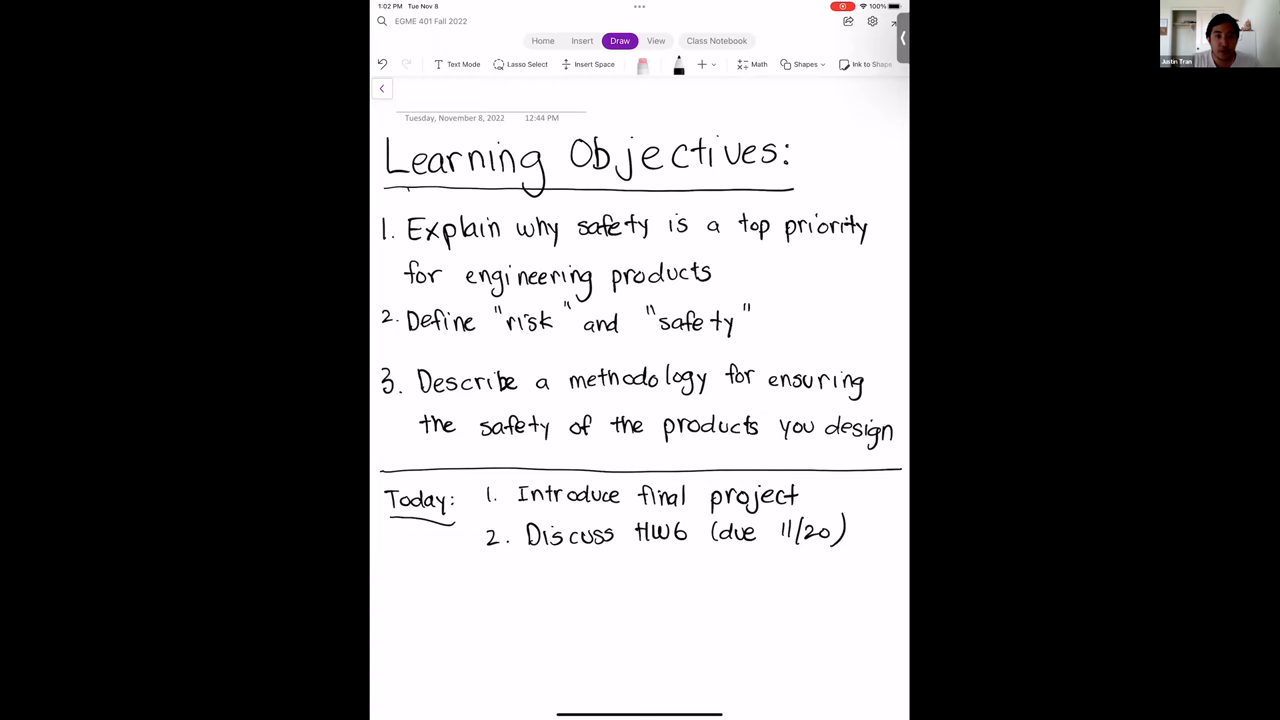 1:02 PM Tue Nov 8
100%
EGME 401 Fall 2022
Home Insert Draw View Class Notebook
Text Mode Lasso Select Insert Space Math Shapes Ink to Shape
Tuesday, November 8, 2022 12:44 PM
Learning Objectives:
1. Explain why safety is a top priority
for engineering products
2. Define "risk" and "safety"
3. Describe a methodology for ensuring
the safety of the products you design
Today: 1. Introduce final project
2. Discuss HW6 (due 11/20)
Justin Tran